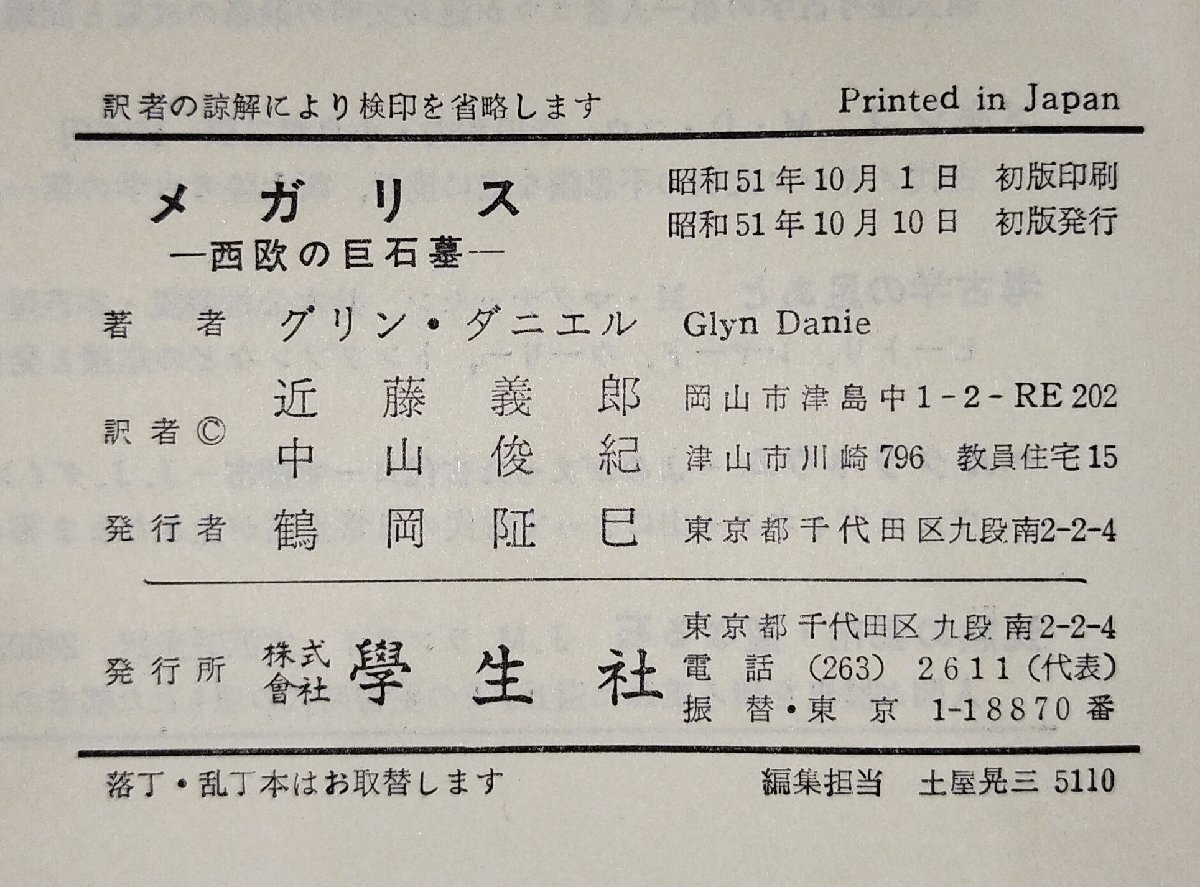 訳者の諒解により検印を省略します Printed in Japan
メガリス
—西欧の巨石墓—
昭和51年10月1日 初版印刷
昭和51年10月10日 初版発行
著者 グリン・ダニエル Glyn Danie
訳者© 近藤義郎 岡山市津島中1-2-RE202
中山俊紀 津山市川崎796 教員住宅15
発行者 鶴岡阷巳 東京都千代田区九段南2-2-4
発行所 株式會社 學生社
東京都千代田区九段南2-2-4
電話 (263) 2611(代表)
振替・東京 1-18870番
落丁・乱丁本はお取替します 編集担当 土屋晃三 5110